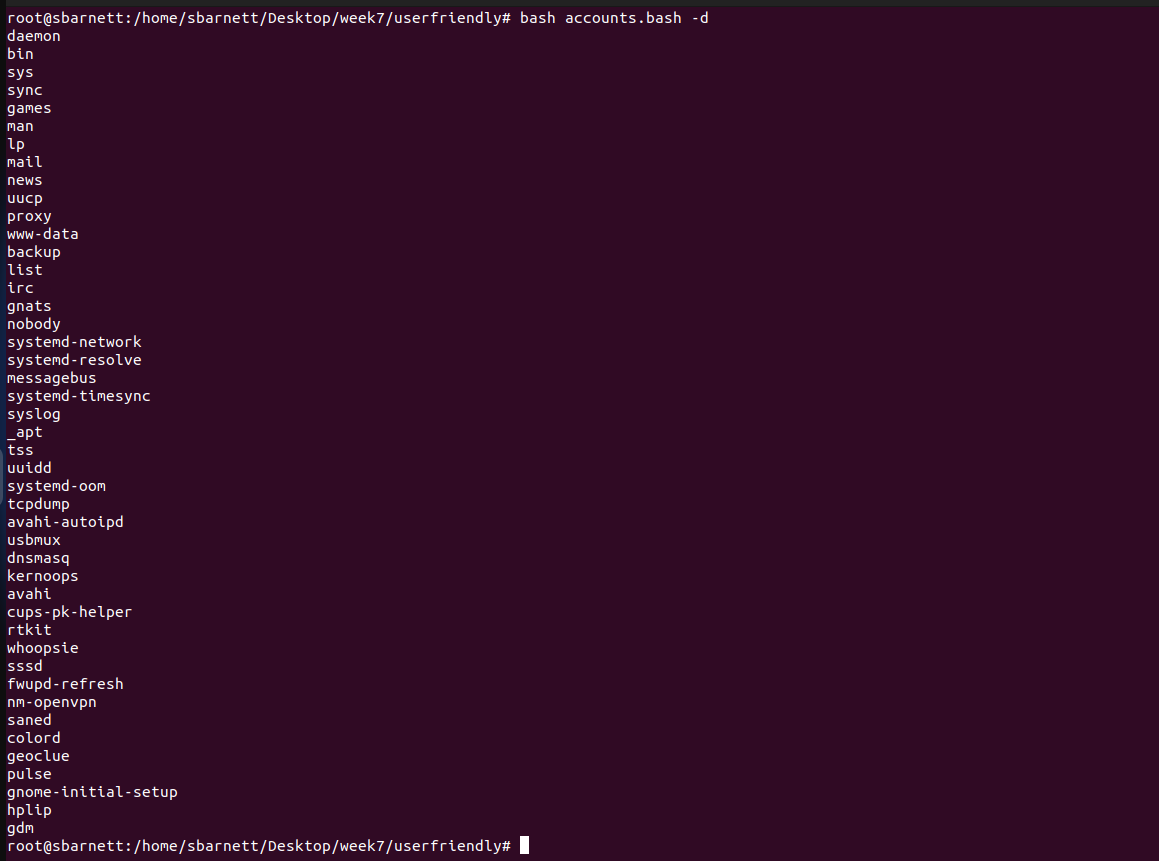 root@sbarnett:/home/sbarnett/Desktop/week7/userfriendly# bash accounts.bash -d
daemon
bin
sys
sync
games
man
lp
mail
news
uucp
proxy
www-data
backup
list
irc
gnats
nobody
systemd-network
systemd-resolve
messagebus
systemd-timesync
syslog
_apt
tss
uuidd
systemd-oom
tcpdump
avahi-autoipd
usbmux
dnsmasq
kernoops
avahi
cups-pk-helper
rtkit
whoopsie
sssd
fwupd-refresh
nm-openvpn
saned
colord
geoclue
pulse
gnome-initial-setup
hplip
gdm
root@sbarnett:/home/sbarnett/Desktop/week7/userfriendly#